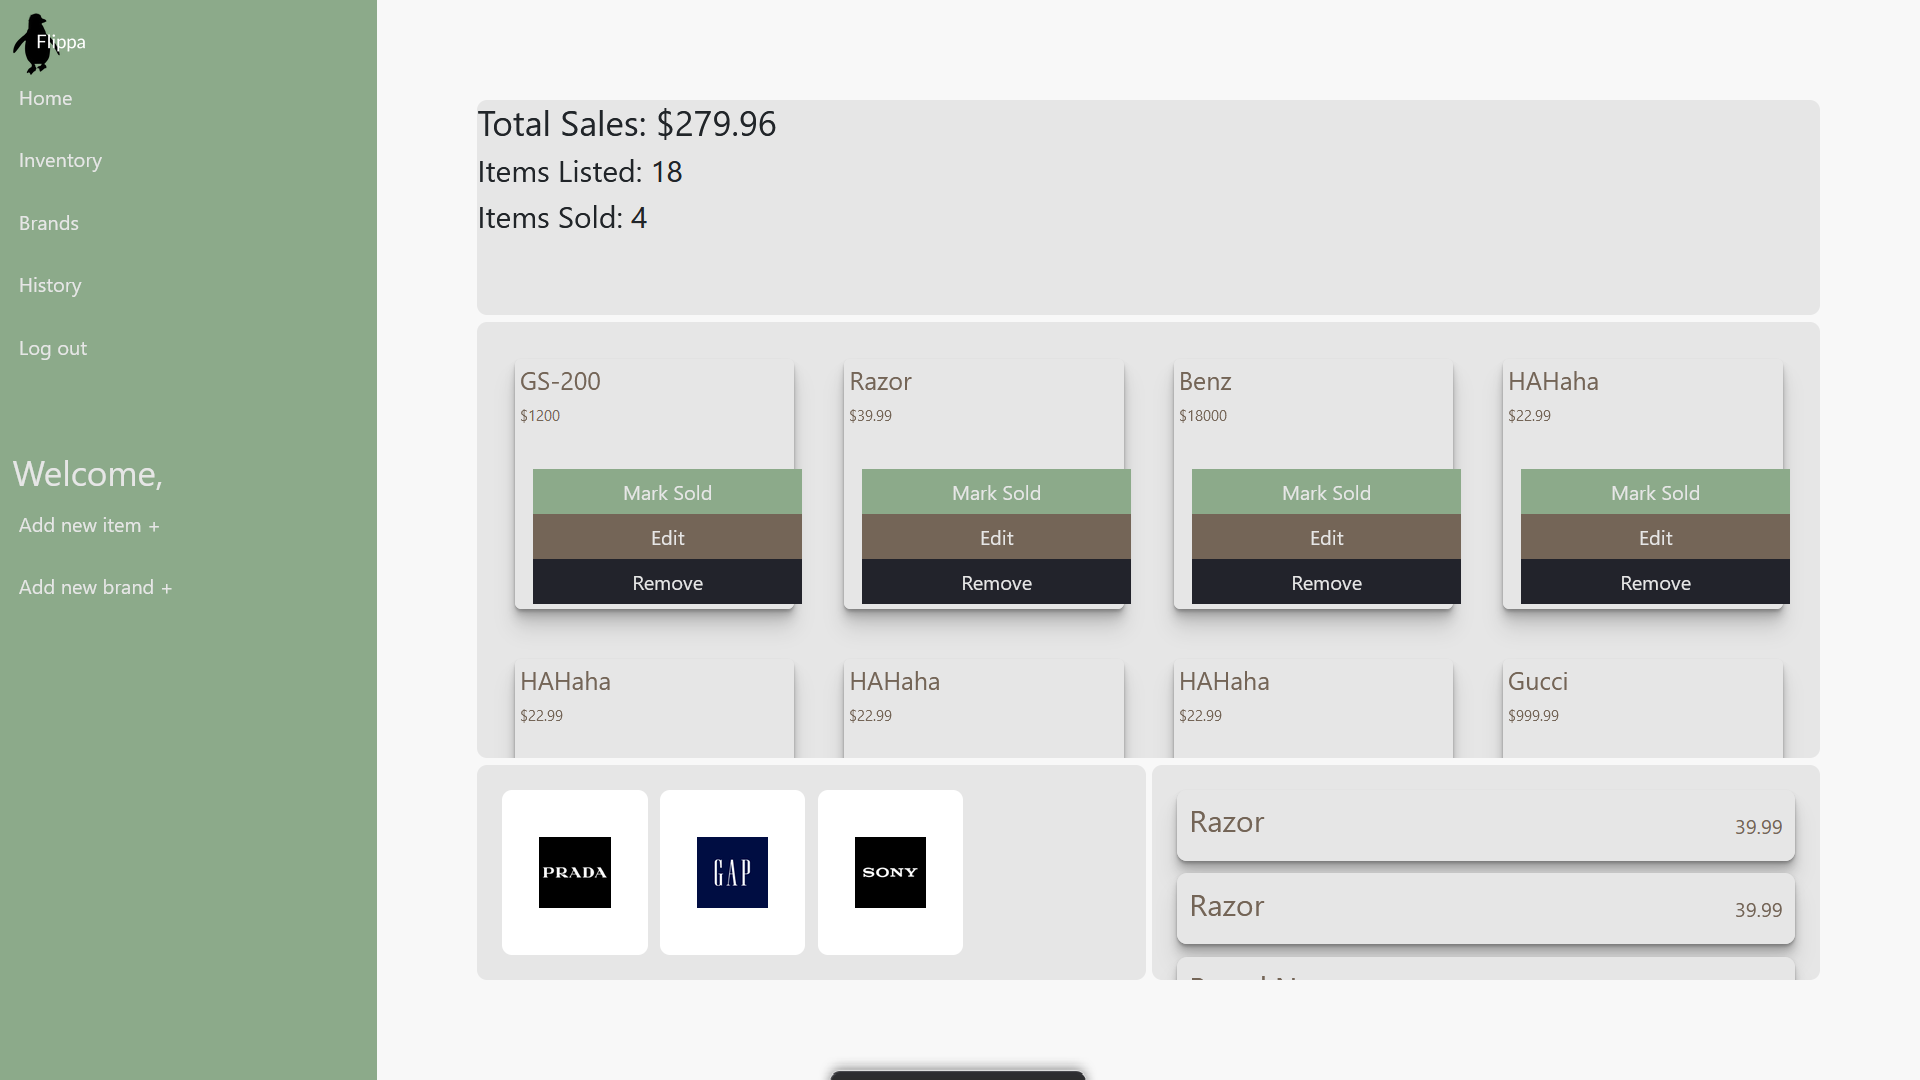 Flippa
Home
Inventory
Brands
History
Log out
Welcome,
Add new item +
Add new brand +
Total Sales: $279.96
Items Listed: 18
Items Sold: 4
GS-200
$1200
Mark Sold
Edit
Remove
Razor
$39.99
Mark Sold
Edit
Remove
Benz
$18000
Mark Sold
Edit
Remove
HAHaha
$22.99
Mark Sold
Edit
Remove
HAHaha
$22.99
HAHaha
$22.99
HAHaha
$22.99
Gucci
$999.99
PRADA
GAP
SONY
Razor 39.99
Razor 39.99